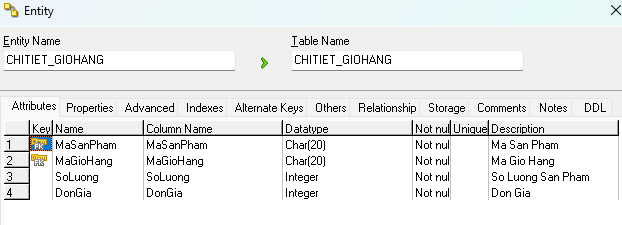 Entity
Entity Name
Table Name
CHITIET_GIOHANG
CHITIET_GIOHANG
Attributes Properties Advanced Indexes Alternate Keys Others Relationship Storage Comments Notes DDL
Key Name Column Name Datatype Not nul Unique Description
1 MaSanPham MaSanPham Char(20) Not nul Ma San Pham
2 MaGioHang MaGioHang Char(20) Not nul Ma Gio Hang
3 SoLuong SoLuong Integer Not nul So Luong San Pham
4 DonGia DonGia Integer Not nul Don Gia